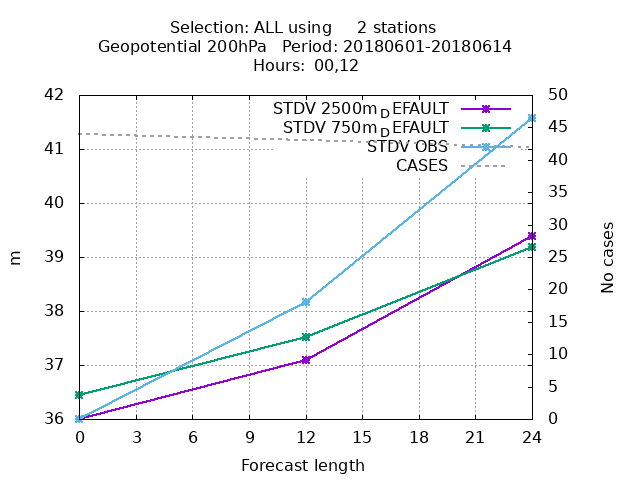 Selection: ALL using 2 stations
Geopotential 200hPa Period: 20180601-20180614
Hours: 00,12
STDV 2500m_DEFAULT
STDV 750m_DEFAULT
STDV OBS
CASES
42
41
40
39
38
37
36
m
50
45
40
35
30
25
20
15
10
5
0
No cases
0 3 6 9 12 15 18 21 24
Forecast length